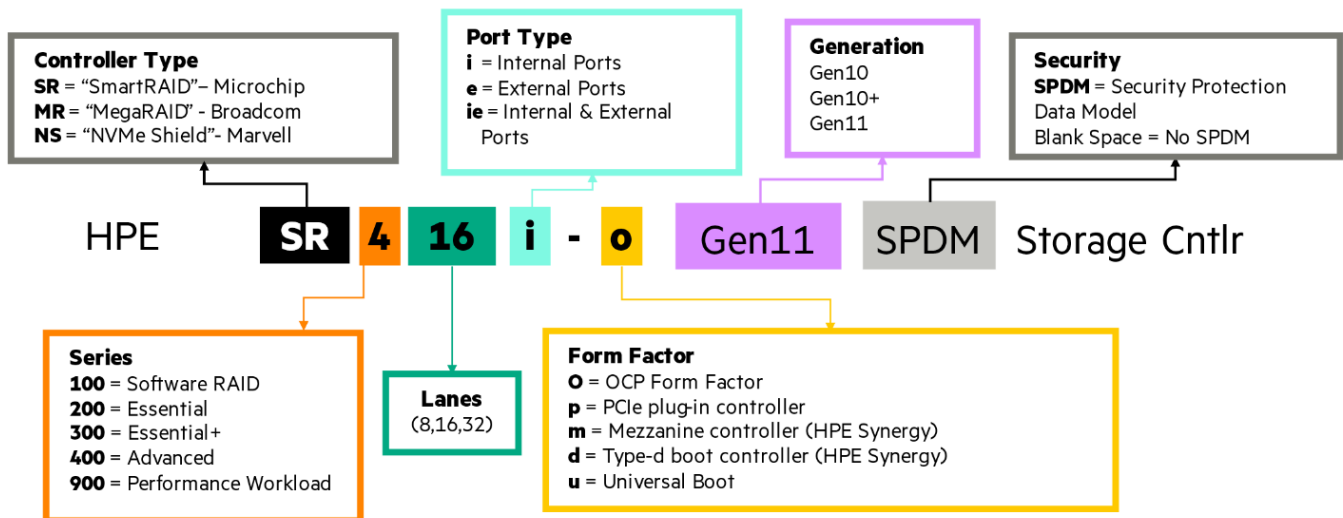 Controller Type
SR = “SmartRAID”– Microchip
MR = “MegaRAID” - Broadcom
NS = “NVMe Shield”- Marvell
Port Type
i = Internal Ports
e = External Ports
ie = Internal & External
Ports
Generation
Gen10
Gen10+
Gen11
Security
SPDM = Security Protection
Data Model
Blank Space = No SPDM
HPE SR 4 16 i - o Gen11 SPDM Storage Cntlr
Series
100 = Software RAID
200 = Essential
300 = Essential+
400 = Advanced
900 = Performance Workload
Lanes
(8,16,32)
Form Factor
O = OCP Form Factor
p = PCIe plug-in controller
m = Mezzanine controller (HPE Synergy)
d = Type-d boot controller (HPE Synergy)
u = Universal Boot